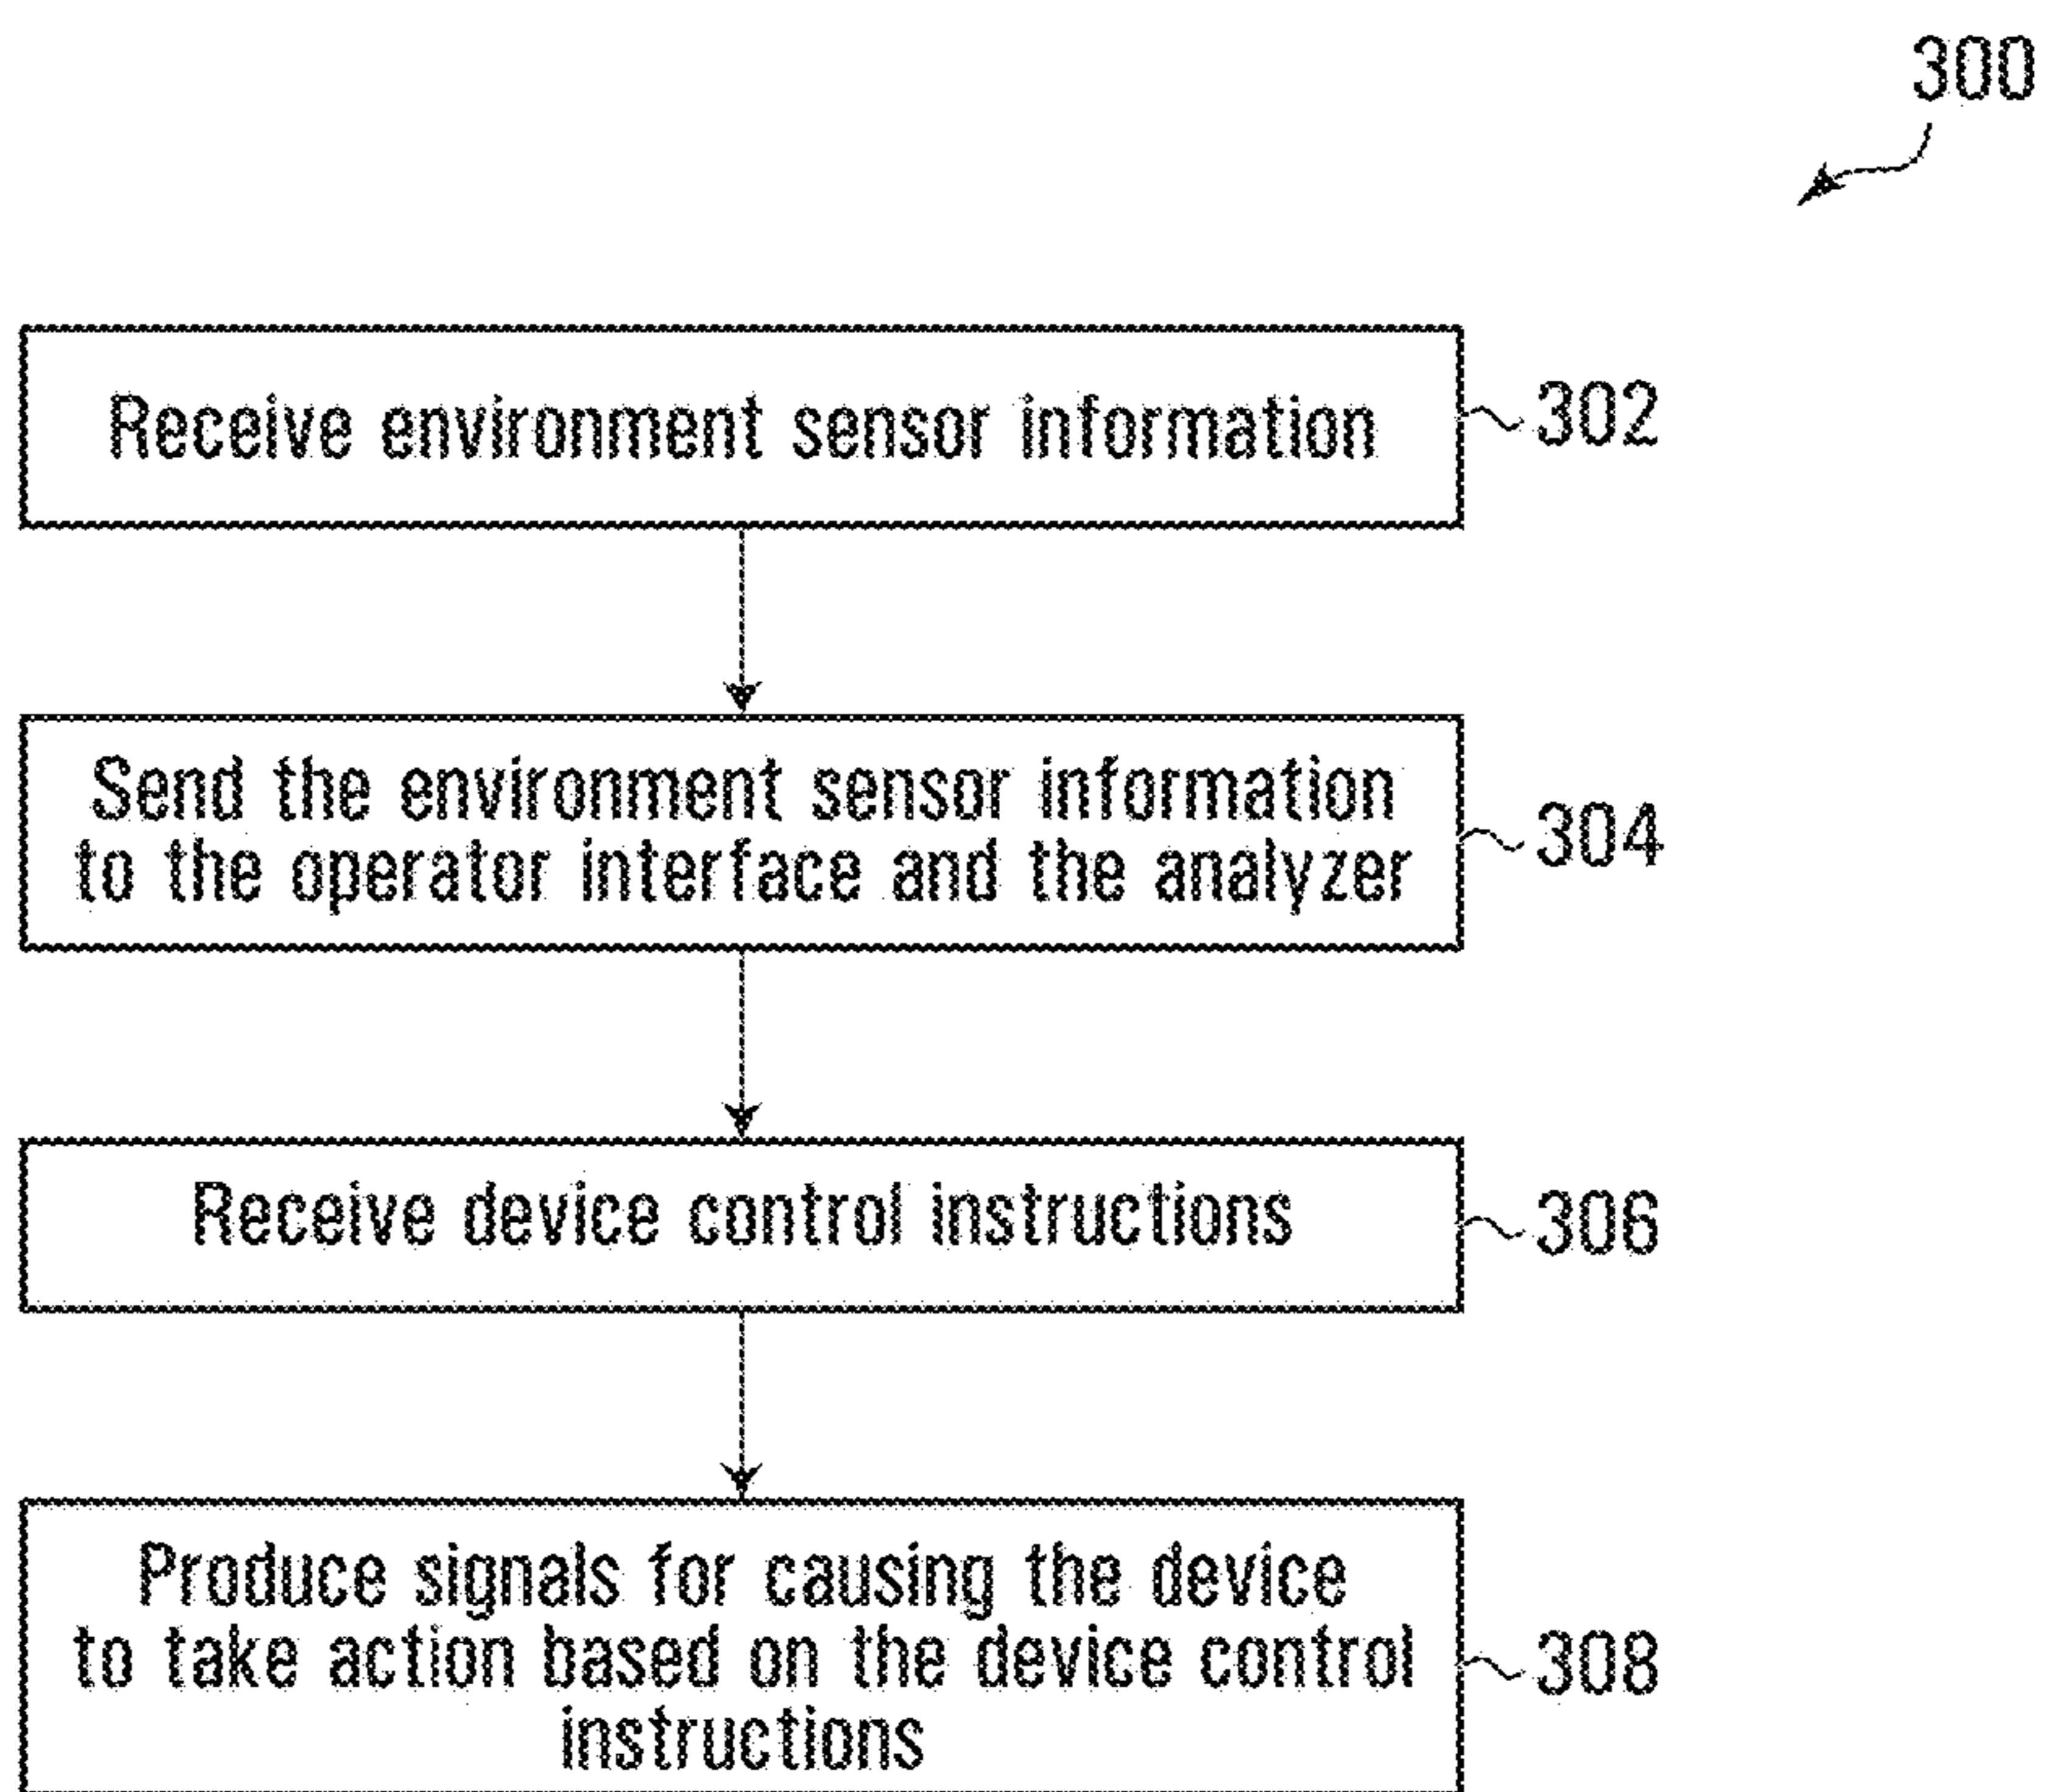 300
Receive environment sensor information
302
Send the environment sensor information
to the operator interface and the analyzer
304
Receive device control instructions
306
Produce signals for causing the device
to take action based on the device control
instructions
308